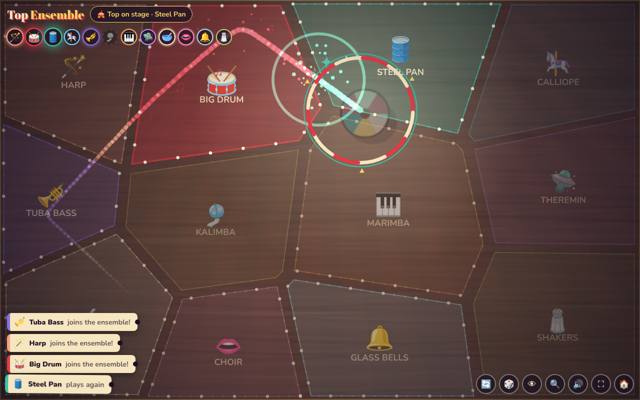 Top Ensemble
Top on stage · Steel Pan
HARP
BIG DRUM
STEEL PAN
CALLIOPE
TUBA BASS
KALIMBA
MARIMBA
THEREMIN
CHOIR
GLASS BELLS
SHAKERS
Tuba Bass joins the ensemble!
Harp joins the ensemble!
Big Drum joins the ensemble!
Steel Pan plays again